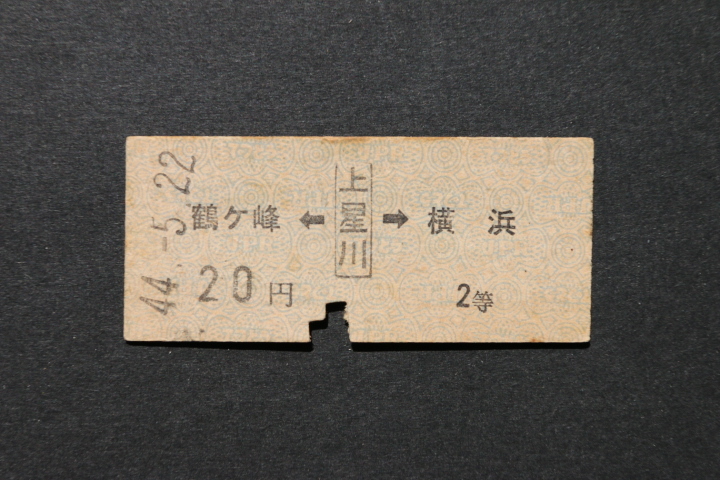 44.-5.22
鶴ケ峰 ⬅ 上星川 ➡ 横浜
20円 2等